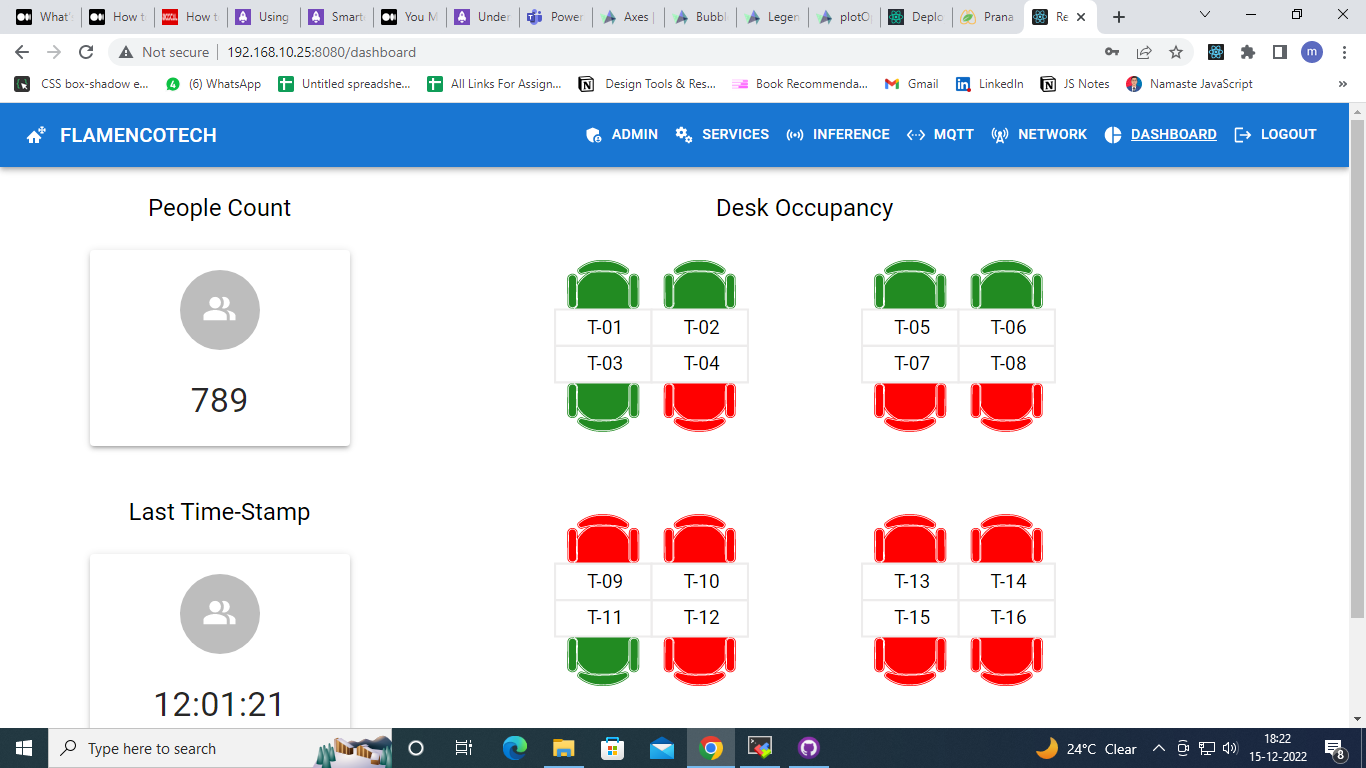 What's
How t
How t
Using
Smart
You M
Under
Power
Axes
Bubbl
Legen
plotO
Deplo
Prana
Re
Not secure
192.168.10.25:8080/dashboard
m
CSS box-shadow e...
(6) WhatsApp
Untitled spreadshe...
All Links For Assign...
Design Tools & Res...
Book Recommenda...
Gmail
LinkedIn
JS Notes
Namaste JavaScript
»
FLAMENCOTECH
ADMIN
SERVICES
INFERENCE
MQTT
NETWORK
DASHBOARD
LOGOUT
People Count
789
Last Time-Stamp
12:01:21
Desk Occupancy
T-01 T-02
T-03 T-04
T-05 T-06
T-07 T-08
T-09 T-10
T-11 T-12
T-13 T-14
T-15 T-16
Type here to search
24°C Clear
18:22
15-12-2022
8